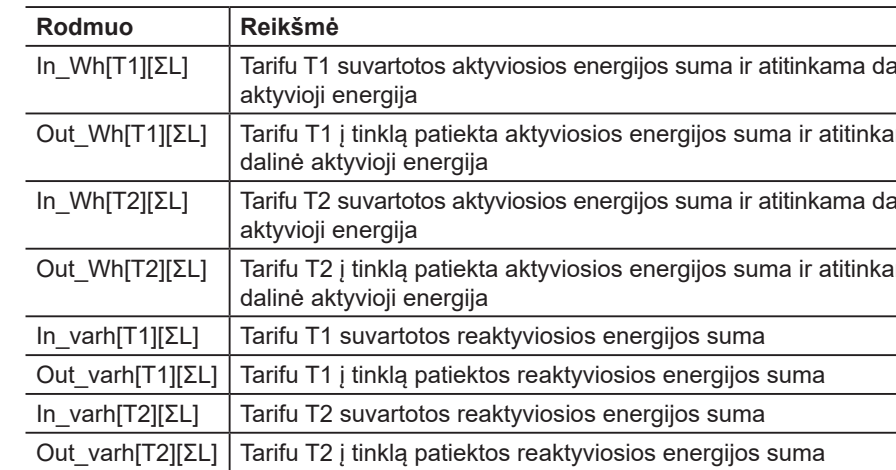 Rodmuo Reikšmė
In_Wh[T1][ΣL] Tarifu T1 suvartotos aktyviosios energijos suma ir atitinkama
aktyvioji energija
Out_Wh[T1][ΣL] Tarifu T1 į tinklą patiekta aktyviosios energijos suma ir
dalinė aktyvioji energija
In_Wh[T2][ΣL] Tarifu T2 suvartotos aktyviosios energijos suma ir atitinkama
aktyvioji energija
Out_Wh[T2][ΣL] Tarifu T2 į tinklą patiekta aktyviosios energijos suma ir
dalinė aktyvioji energija
In_varh[T1][ΣL] Tarifu T1 suvartotos reaktyviosios energijos suma
Out_varh[T1][ΣL] Tarifu T1 į tinklą patiektos reaktyviosios energijos suma
In_varh[T2][ΣL] Tarifu T2 suvartotos reaktyviosios energijos suma
Out_varh[T2][ΣL] Tarifu T2 į tinklą patiektos reaktyviosios energijos suma